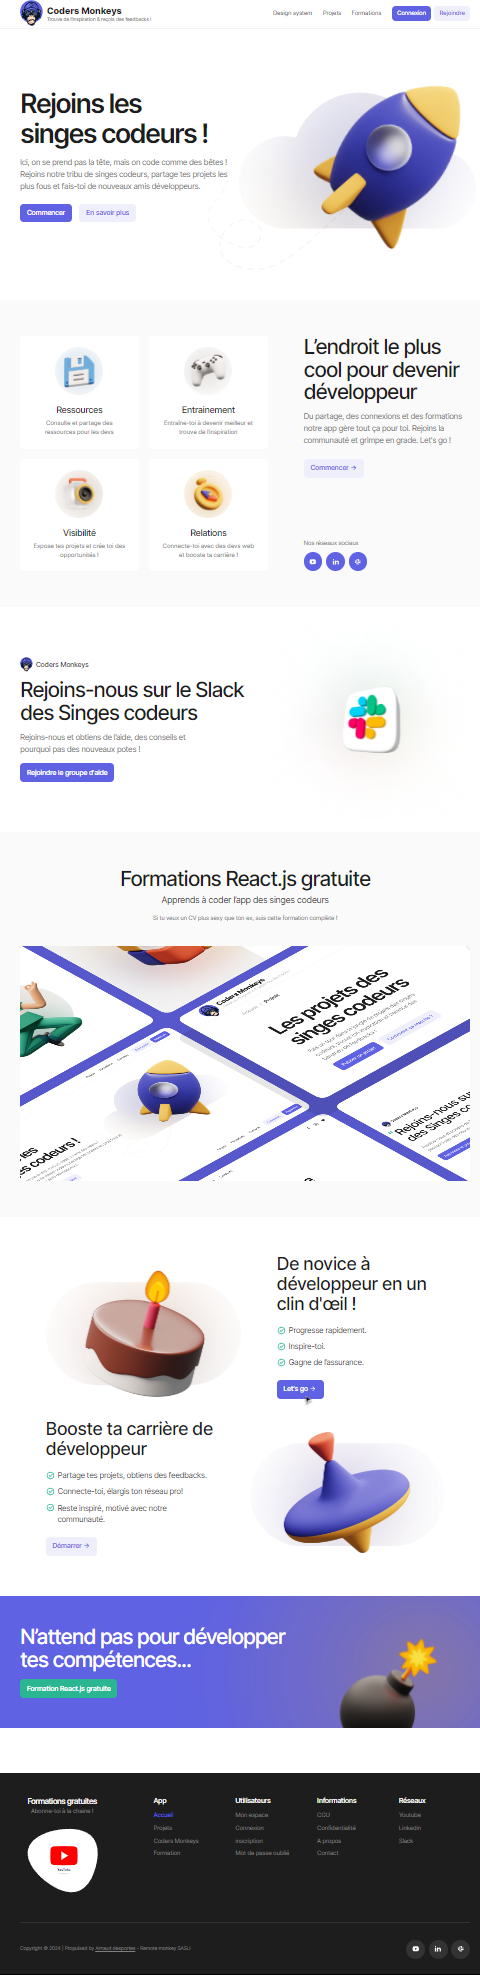 Coders Monkeys
Trouve de l'inspiration & reçois des feedbacks !
Design system
Projets
Formations
Connexion
Rejoindre
Rejoins les
singes codeurs !
Ici, on se prend pas la tête, mais on code comme des bêtes !
Rejoins notre tribu de singes codeurs, partage tes projets les
plus fous et fais-toi de nouveaux amis développeurs.
Commencer
En savoir plus
Ressources
Consulte et partage des
ressources pour les devs
Entrainement
Entraîne-toi à devenir meilleur et
trouve de l'inspiration
Visibilité
Expose tes projets et crée toi des
opportunités !
Relations
Connecte-toi avec des devs web
et booste ta carrière !
L'endroit le plus
cool pour devenir
développeur
Du partage, des connexions et des formations
notre app gère tout ça pour toi. Rejoins la
communauté et grimpe en grade. Let's go !
Commencer →
Nos réseaux sociaux
Coders Monkeys
Rejoins-nous sur le Slack
des Singes codeurs
Rejoins-nous et obtiens de l'aide, des conseils et
pourquoi pas des nouveaux potes !
Rejoindre le groupe d'aide
Formations React.js gratuite
Apprends à coder l'app des singes codeurs
Si tu veux un CV plus sexy que ton ex, suis cette formation complète !
Coders Monkeys
Projets
Les projets des
singes codeurs
Rejoins-nous su
des Singes cod
codeurs !
De novice à
développeur en un
clin d'œil !
Progresse rapidement.
Inspire-toi.
Gagne de l'assurance.
Let's go →
Booste ta carrière de
développeur
Partage tes projets, obtiens des feedbacks.
Connecte-toi, élargis ton réseau pro!
Reste inspiré, motivé avec notre
communauté.
Démarrer →
N'attend pas pour développer
tes compétences...
Formation React.js gratuite
Formations gratuites
Abonne-toi à la chaine !
YouTube
App
Accueil
Projets
Coders Monkeys
Formation
Utilisateurs
Mon espace
Connexion
Inscription
Mot de passe oublié
Informations
CGU
Confidentialité
A propos
Contact
Réseaux
Youtube
Linkedin
Slack
Copyright © 2024 | Propulsed by Arnaud desportes - Remote monkey SASU